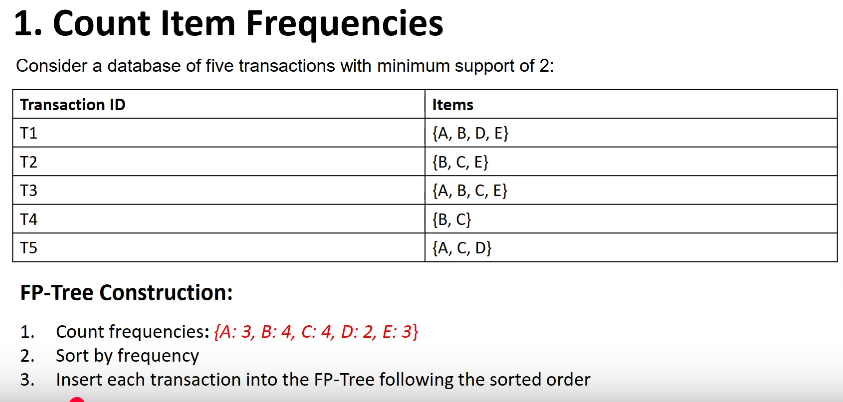 1. Count Item Frequencies
Consider a database of five transactions with minimum support of 2:
Transaction ID Items
T1 {A, B, D, E}
T2 {B, C, E}
T3 {A, B, C, E}
T4 {B, C}
T5 {A, C, D}
FP-Tree Construction:
1. Count frequencies: {A: 3, B: 4, C: 4, D: 2, E: 3}
2. Sort by frequency
3. Insert each transaction into the FP-Tree following the sorted order